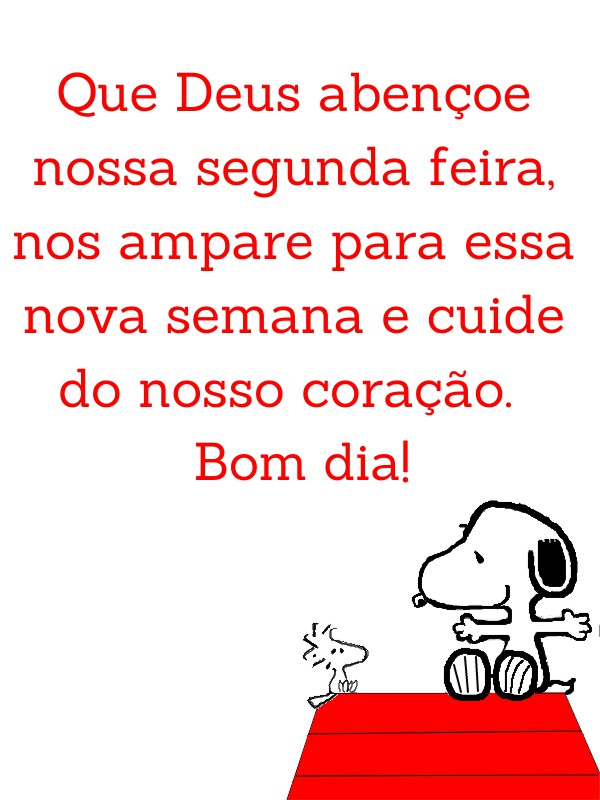 Que Deus abençoe
nossa segunda feira,
nos ampare para essa
nova semana e cuide
do nosso coração.
Bom dia!